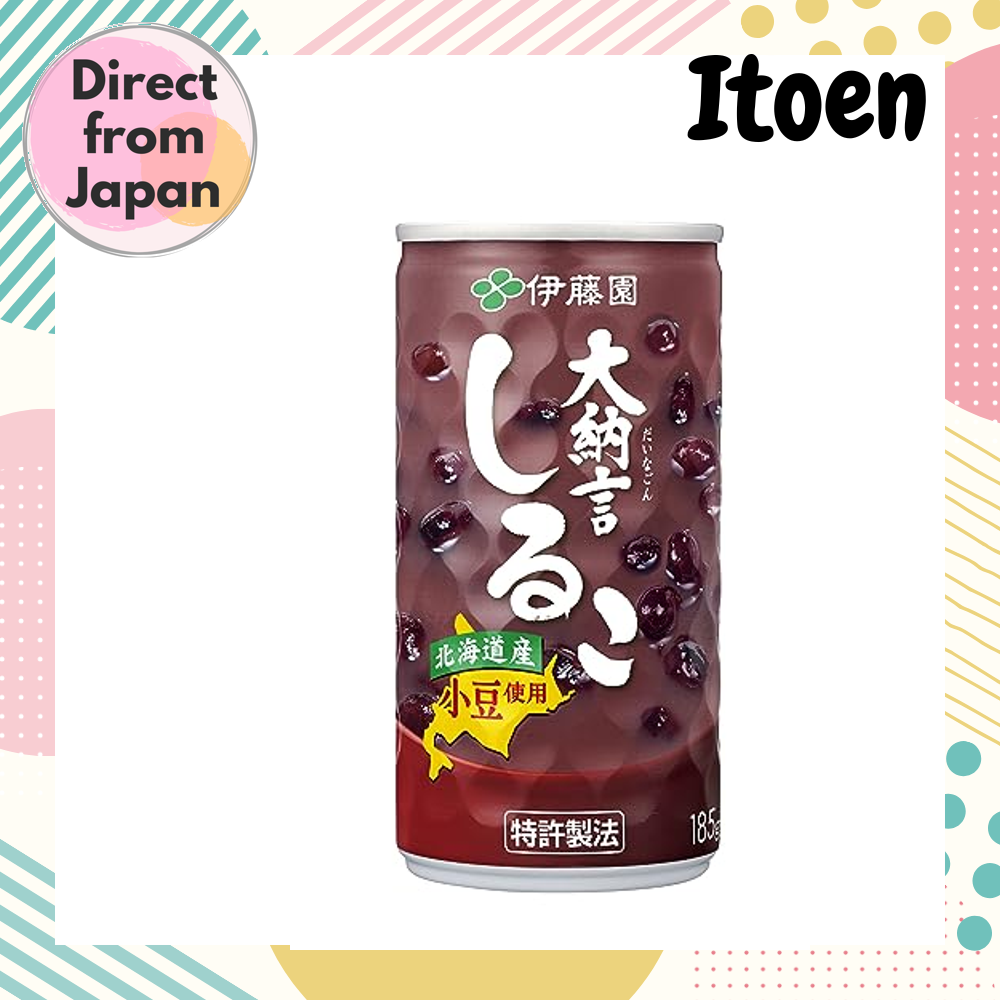 Direct
from
Japan
Itoen
伊藤園
大納言
だいなごん
しるこ
北海道産
小豆使用
特許製法
185g